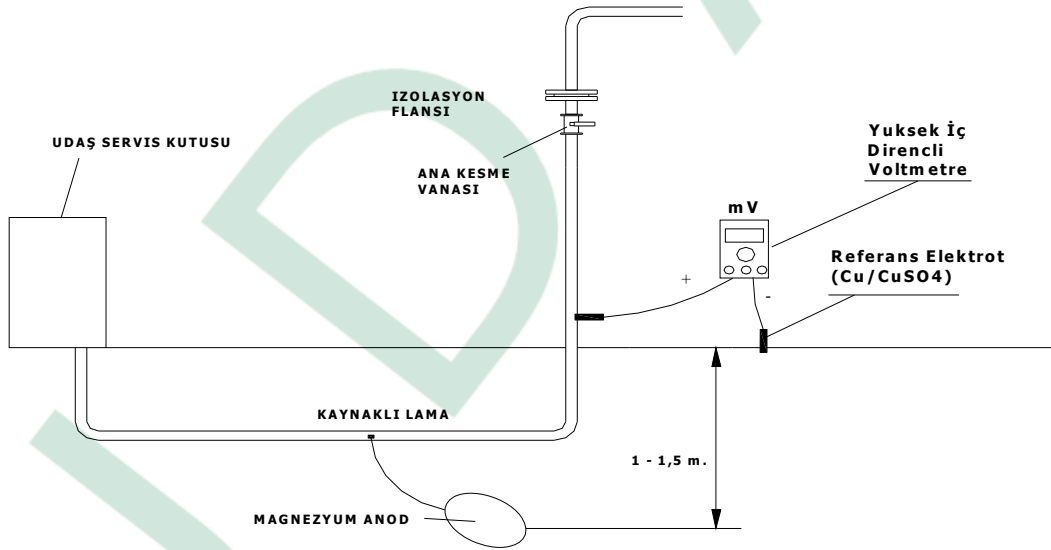 IZOLASYON
FLANSI
UDAŞ SERVIS KUTUSU
ANA KESME
VANASI
Yuksek İç
Direncli
Voltmetre
mV
Referans Elektrot
(Cu/CuSO4)
+
-
KAYNAKLI LAMA
1 - 1,5 m.
MAGNEZYUM ANOD